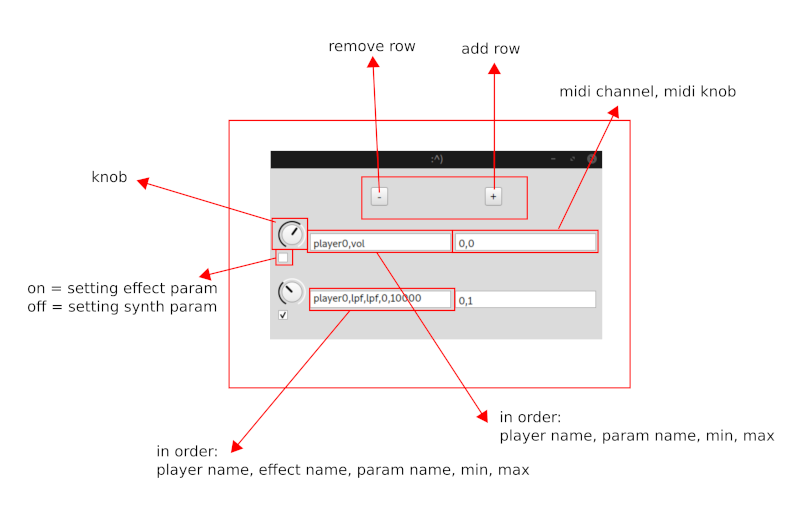 remove row
add row
midi channel, midi knob
:^)
knob
-
+
player0,vol
0,0
on = setting effect param
off = setting synth param
player0,lpf,lpf,0,10000
0,1
in order:
player name, param name, min, max
in order:
player name, effect name, param name, min, max